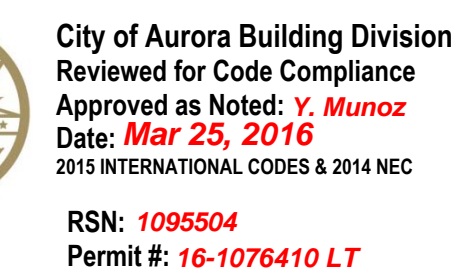 City of Aurora Building Division
Reviewed for Code Compliance
Approved as Noted: Y. Munoz
Date: Mar 25, 2016
2015 INTERNATIONAL CODES & 2014 NEC
RSN: 1095504
Permit #: 16-1076410 LT